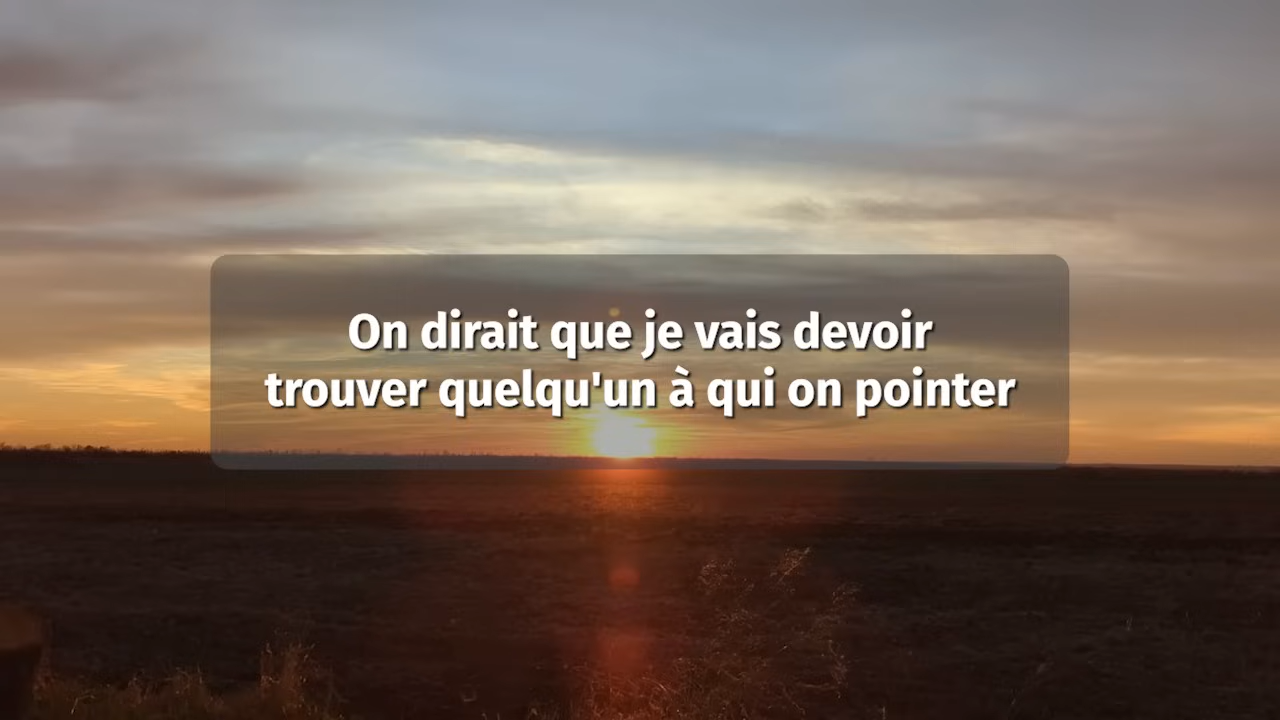 On dirait que je vais devoir
trouver quelqu'un à qui on pointer